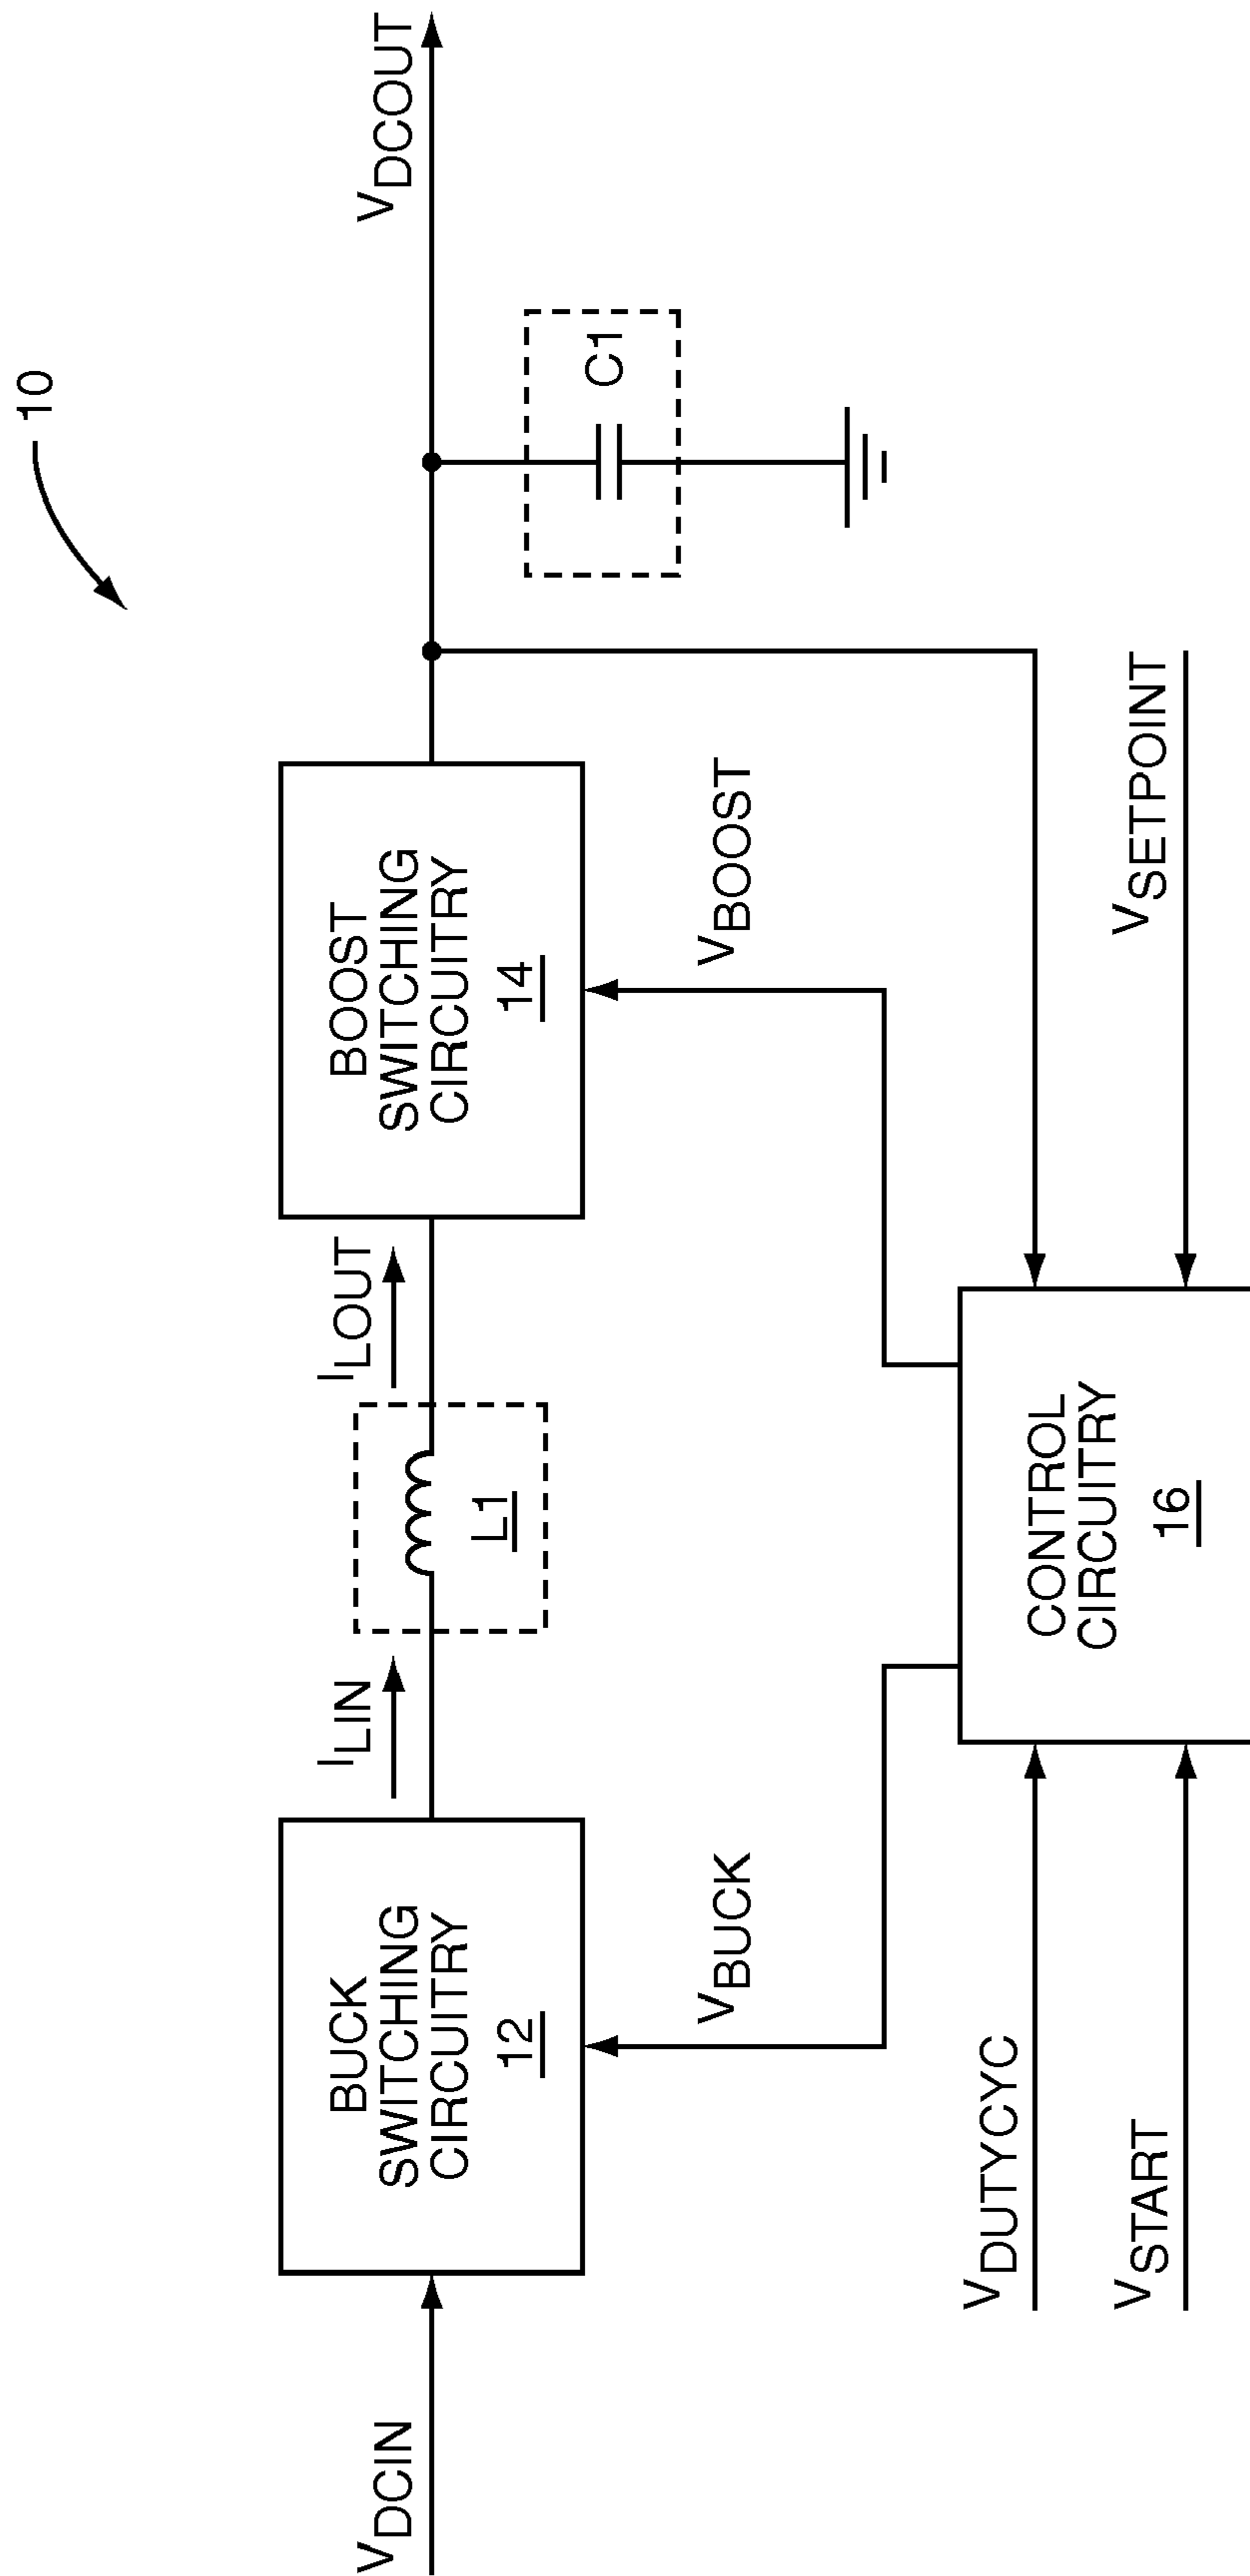 10
VDCIN
BUCK
SWITCHING
CIRCUITRY
12
ILIN
L1
ILOUT
BOOST
SWITCHING
CIRCUITRY
14
C1
VDCOUT
VBUCK
VBOOST
VDUTYCYC
VSTART
CONTROL
CIRCUITRY
16
VSETPOINT